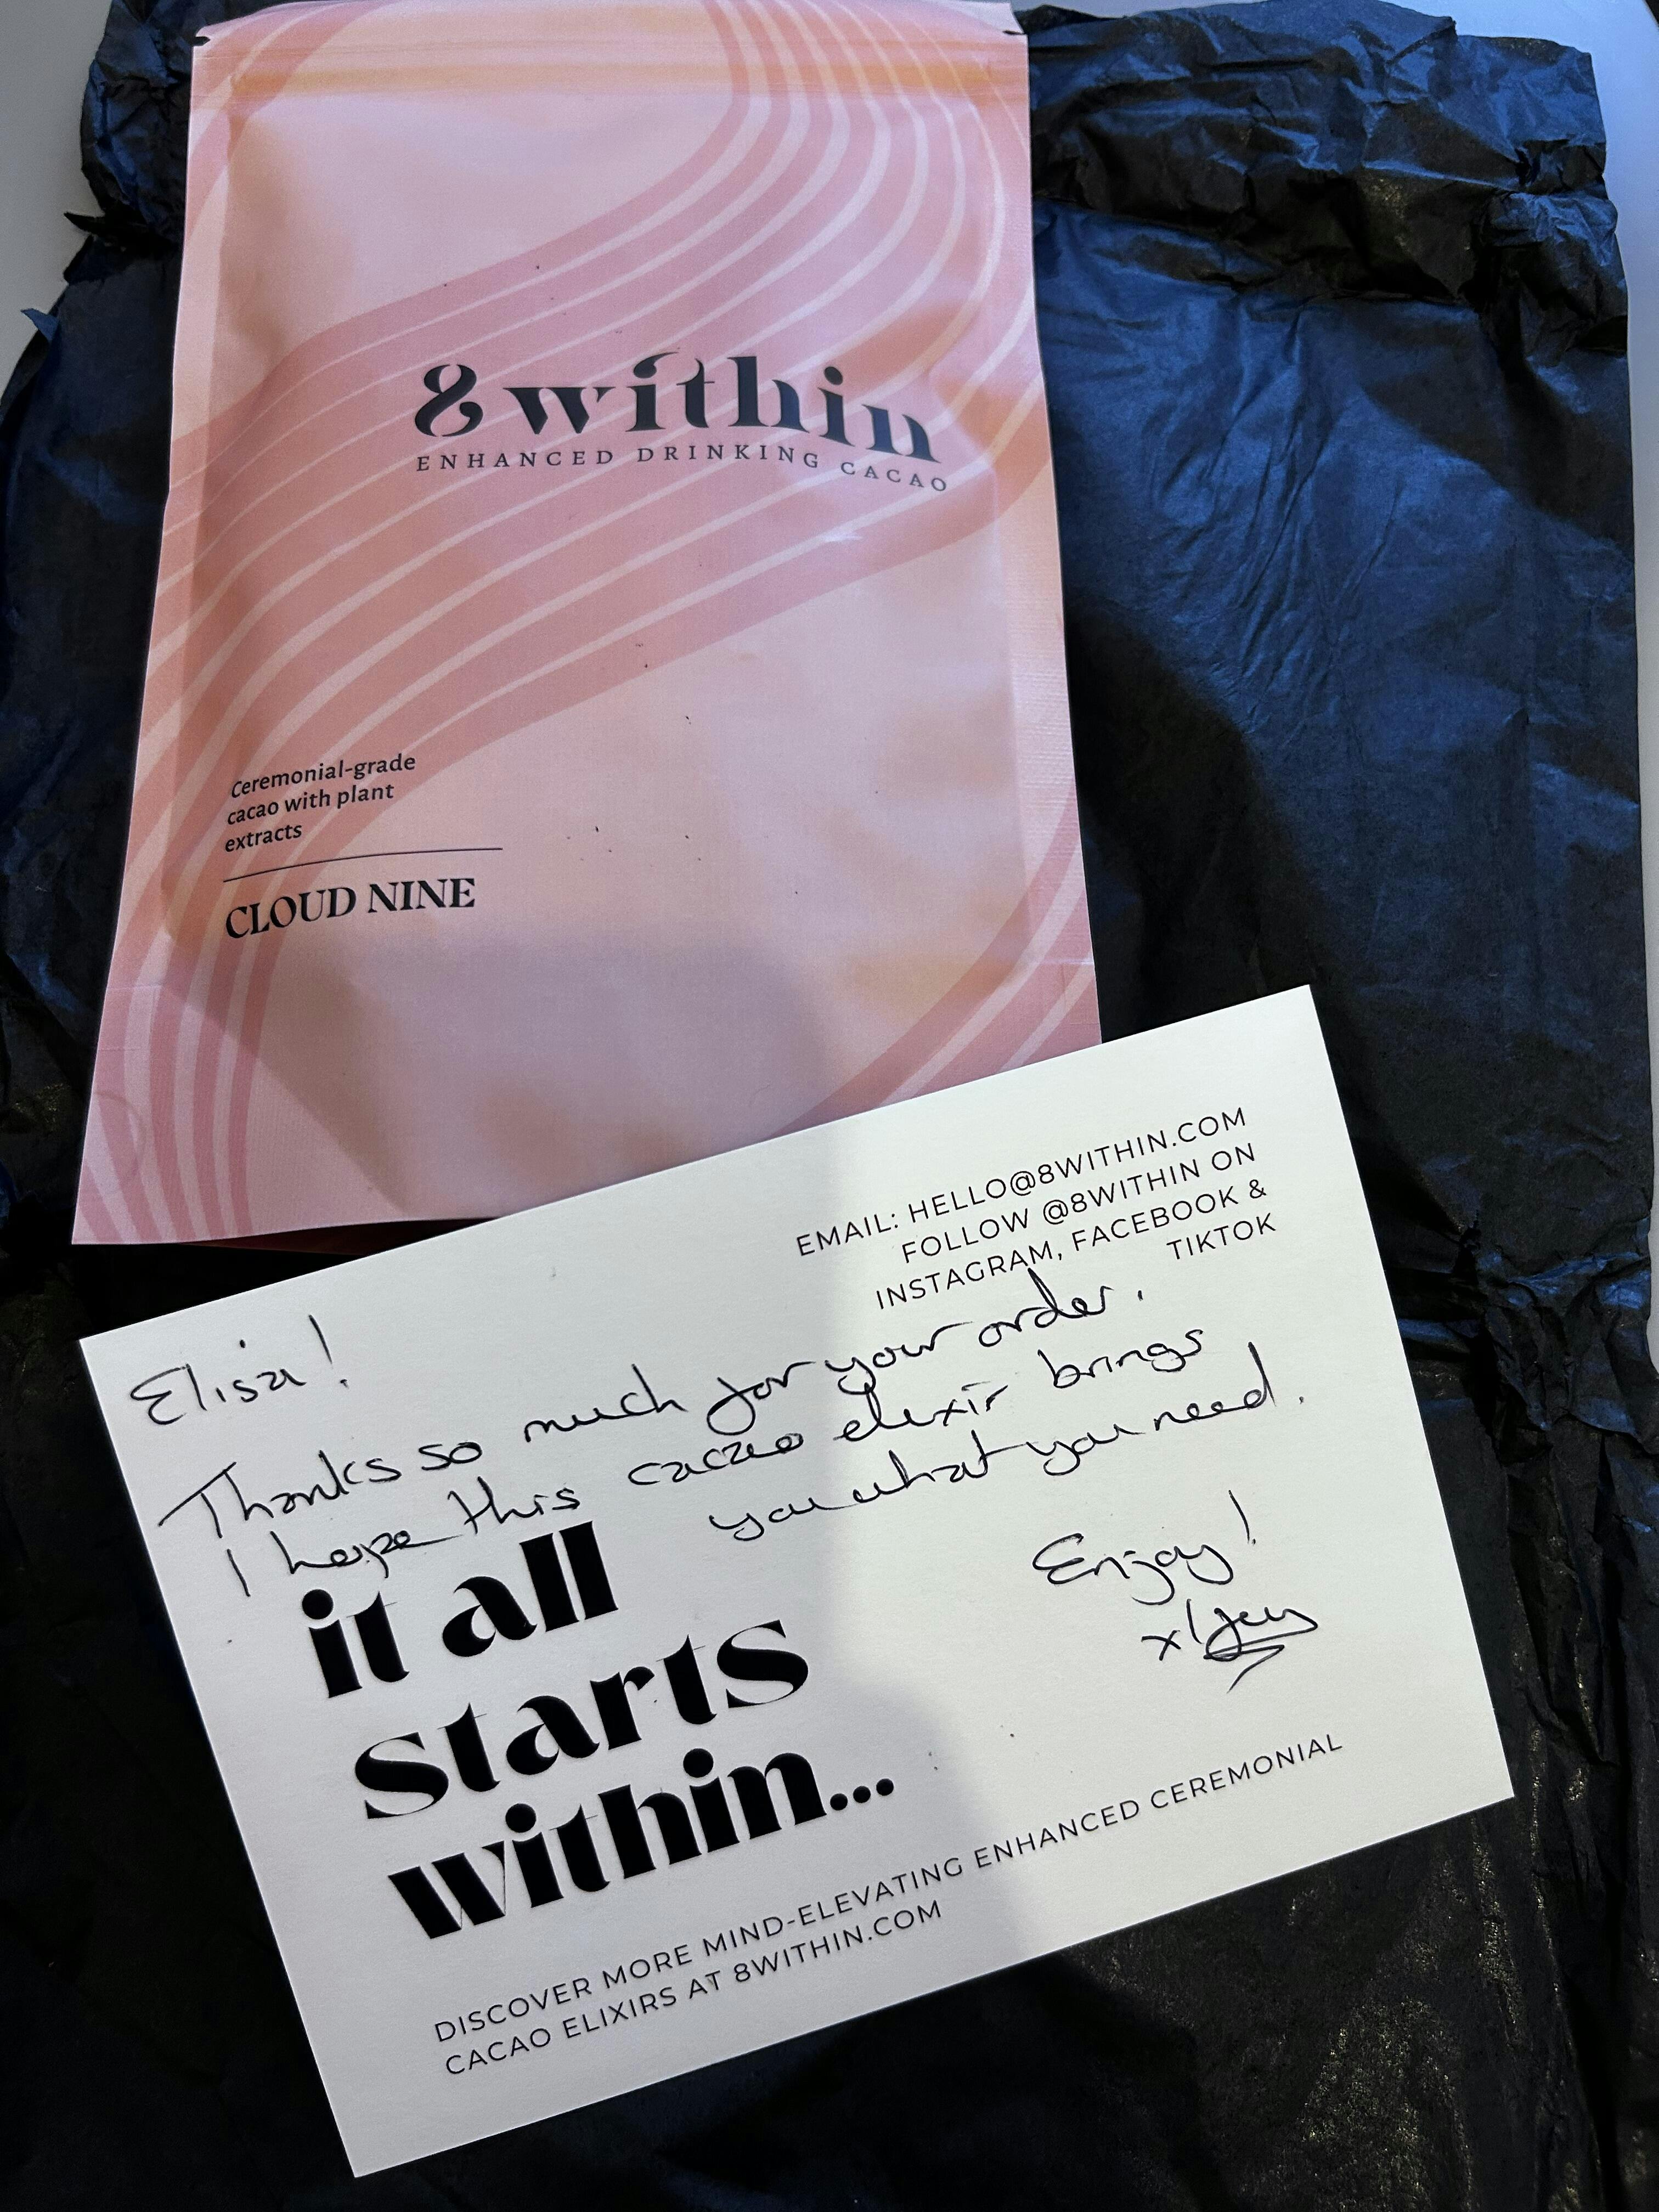 8 within
ENHANCED DRINKING CACAO
Ceremonial-grade
cacao with plant
extracts
CLOUD NINE
EMAIL: HELLO@8WITHIN.COM
FOLLOW @8WITHIN ON
INSTAGRAM, FACEBOOK &
TIKTOK
Elisa!
Thanks so much for your order.
I hope this cacao elixir brings
you what you need.
Enjoy!
it all
starts
within...
DISCOVER MORE MIND-ELEVATING ENHANCED CEREMONIAL
CACAO ELIXIRS AT 8WITHIN.COM